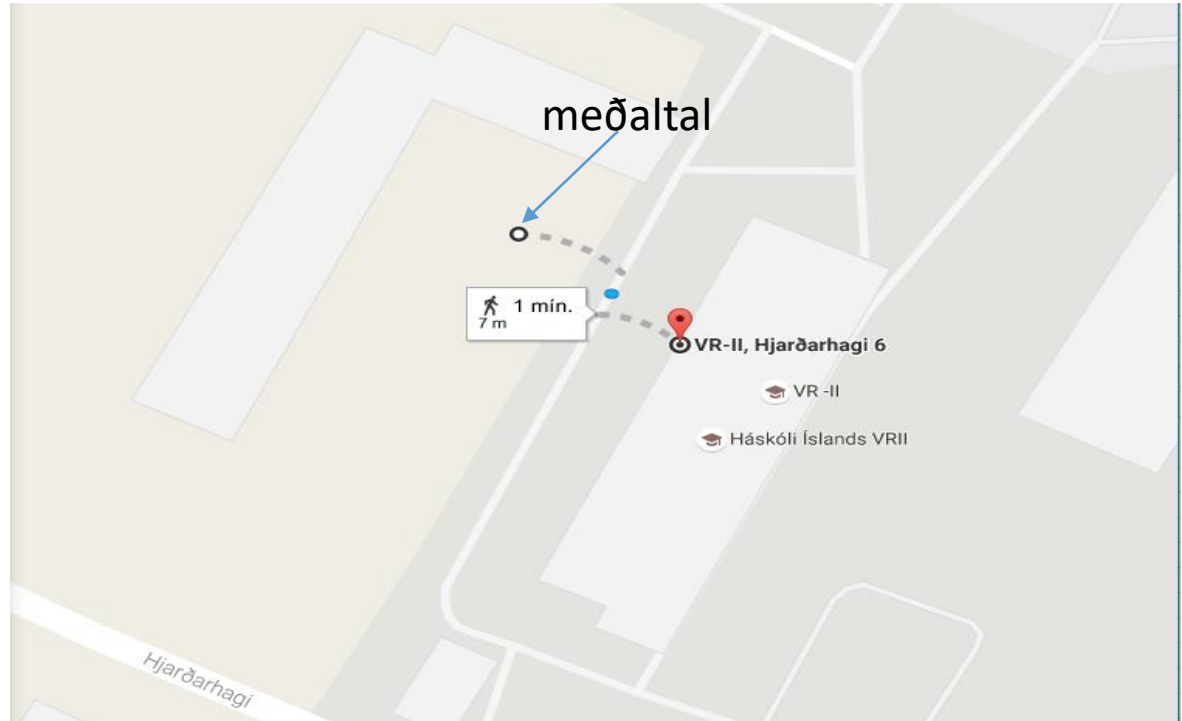 meðaltal
1 mín.
7 m
VR-II, Hjarðarhagi 6
VR -II
Háskóli Íslands VRII
Hjarðarhagi